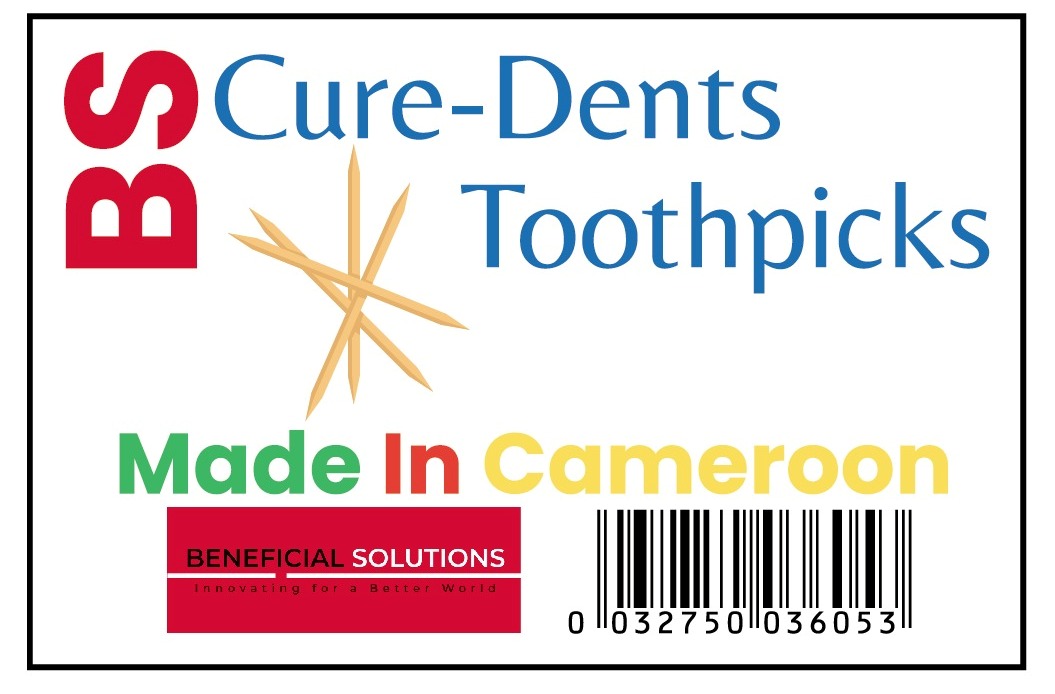 BS
Cure-Dents
Toothpicks
Made In Cameroon
BENEFICIAL SOLUTIONS
Innovating for a Better World
0 032750 036053